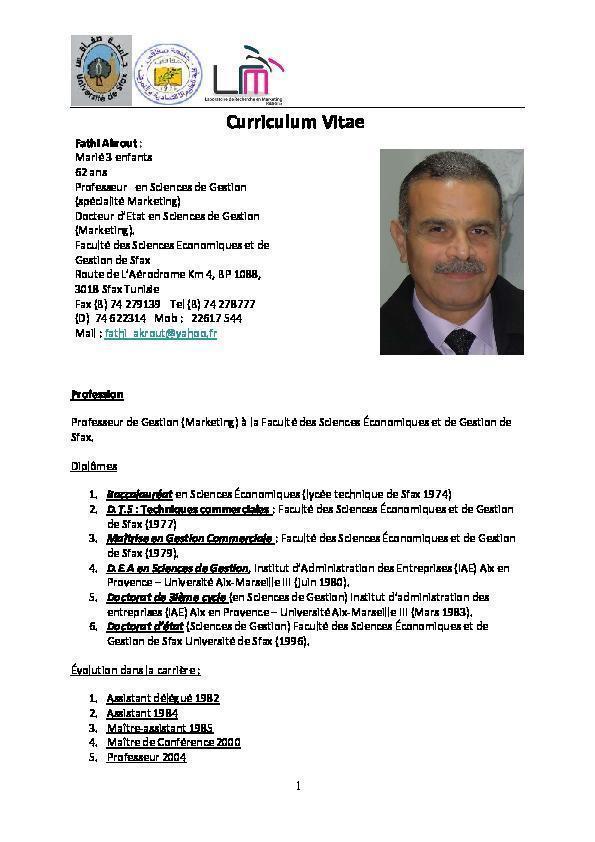 جامعة صفاقس
Université de Sfax
LRM
Laboratoire de Recherche en Marketing
Curriculum Vitae
Fathi Akrout :
Marié 3 enfants
62 ans
Professeur en Sciences de Gestion
(spécialité Marketing)
Docteur d'Etat en Sciences de Gestion
(Marketing).
Faculté des Sciences Economiques et de
Gestion de Sfax
Route de L'Aérodrome Km 4, BP 1088,
3018 Sfax Tunisie
Fax (B) 74 279139 Tel (B) 74 278777
(D) 74 622314 Mob : 22617 544
Mail : fathi_akrout@yahoo.fr
Profession
Professeur de Gestion (Marketing) à la Faculté des Sciences Économiques et de Gestion de
Sfax.
Diplômes
1. Baccalauréat en Sciences Économiques (lycée technique de Sfax 1974)
2. D.T.S : Techniques commerciales : Faculté des Sciences Économiques et de Gestion
de Sfax (1977)
3. Maîtrise en Gestion Commerciale : Faculté des Sciences Économiques et de Gestion
de Sfax (1979).
4. D.E.A en Sciences de Gestion, Institut d'Administration des Entreprises (IAE) Aix en
Provence – Université Aix-Marseille III (juin 1980).
5. Doctorat de 3ième cycle (en Sciences de Gestion) Institut d'administration des
entreprises (IAE) Aix en Provence – Université Aix-Marseille III (Mars 1983).
6. Doctorat d'état (Sciences de Gestion) Faculté des Sciences Économiques et de
Gestion de Sfax Université de Sfax (1996).
Évolution dans la carrière :
1. Assistant délégué 1982
2. Assistant 1984
3. Maître-assistant 1985
4. Maître de Conférence 2000
5. Professeur 2004
1